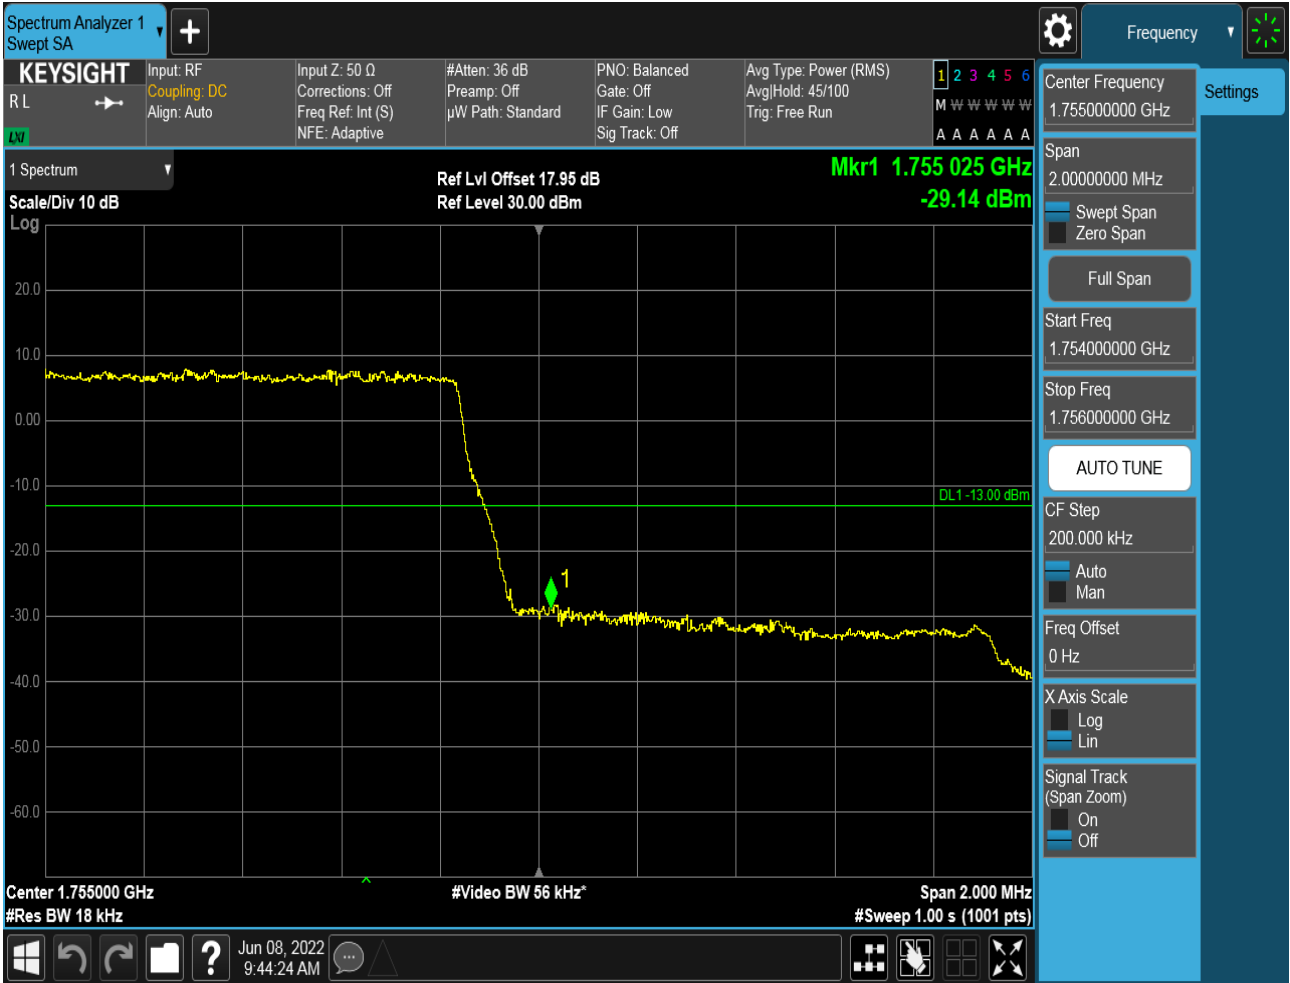 Spectrum Analyzer 1
Swept SA
Frequency
KEYSIGHT
R L
LXI
Input: RF
Coupling: DC
Align: Auto
Input Z: 50 Ω
Corrections: Off
Freq Ref: Int (S)
NFE: Adaptive
#Atten: 36 dB
Preamp: Off
µW Path: Standard
PNO: Balanced
Gate: Off
IF Gain: Low
Sig Track: Off
Avg Type: Power (RMS)
Avg|Hold: 45/100
Trig: Free Run
1 2 3 4 5 6
M W W W W W
A A A A A A
1 Spectrum
Scale/Div 10 dB
Log
Ref Lvl Offset 17.95 dB
Ref Level 30.00 dBm
Mkr1 1.755 025 GHz
-29.14 dBm
20.0
10.0
0.00
-10.0
-20.0
-30.0
-40.0
-50.0
-60.0
DL1 -13.00 dBm
1
Center 1.755000 GHz
#Res BW 18 kHz
#Video BW 56 kHz*
Span 2.000 MHz
#Sweep 1.00 s (1001 pts)
Jun 08, 2022
9:44:24 AM
Center Frequency
1.755000000 GHz
Settings
Span
2.00000000 MHz
Swept Span
Zero Span
Full Span
Start Freq
1.754000000 GHz
Stop Freq
1.756000000 GHz
AUTO TUNE
CF Step
200.000 kHz
Auto
Man
Freq Offset
0 Hz
X Axis Scale
Log
Lin
Signal Track
(Span Zoom)
On
Off